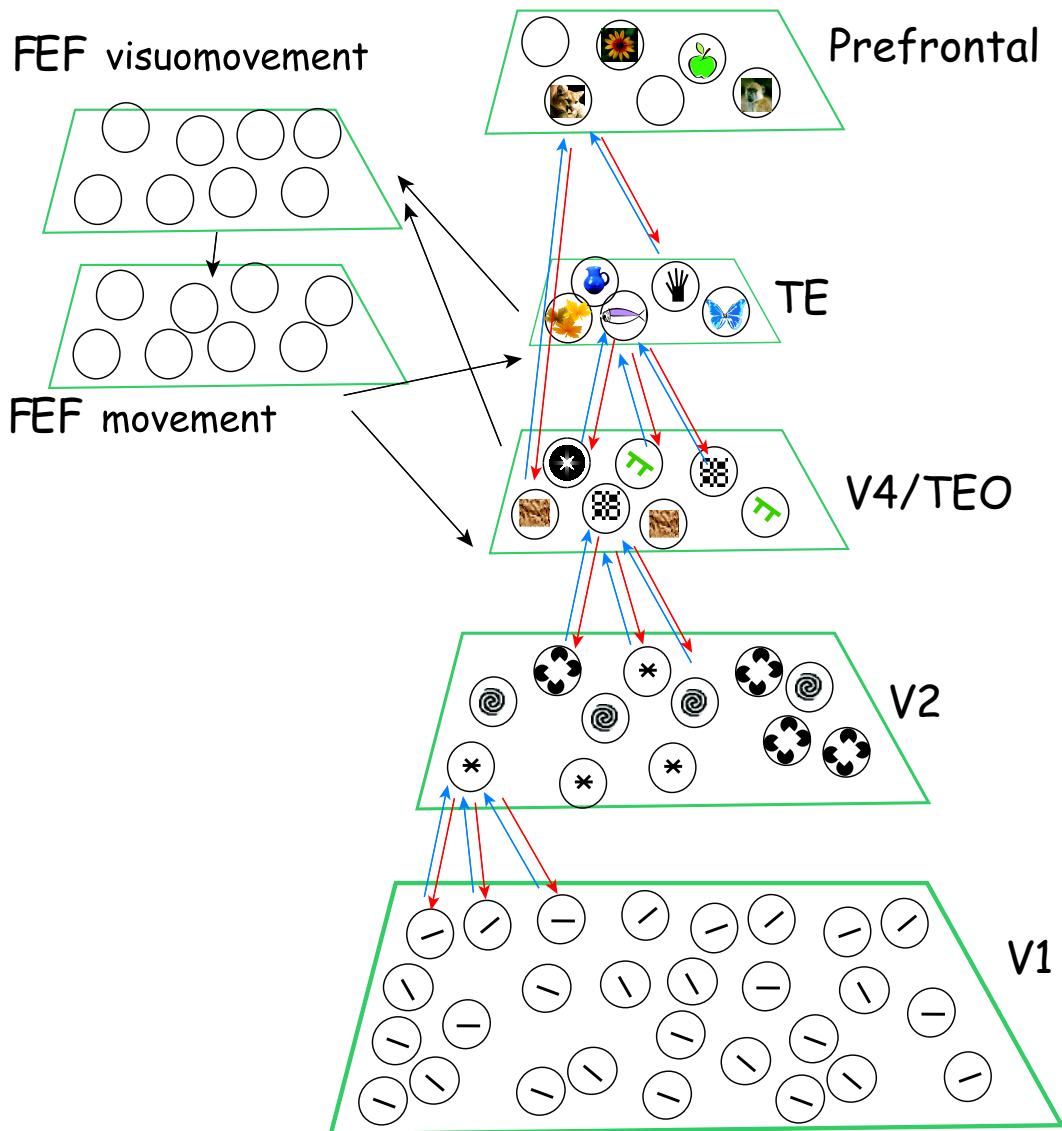 FEF visuomovement
Prefrontal
TE
FEF movement
V4/TEO
V2
V1